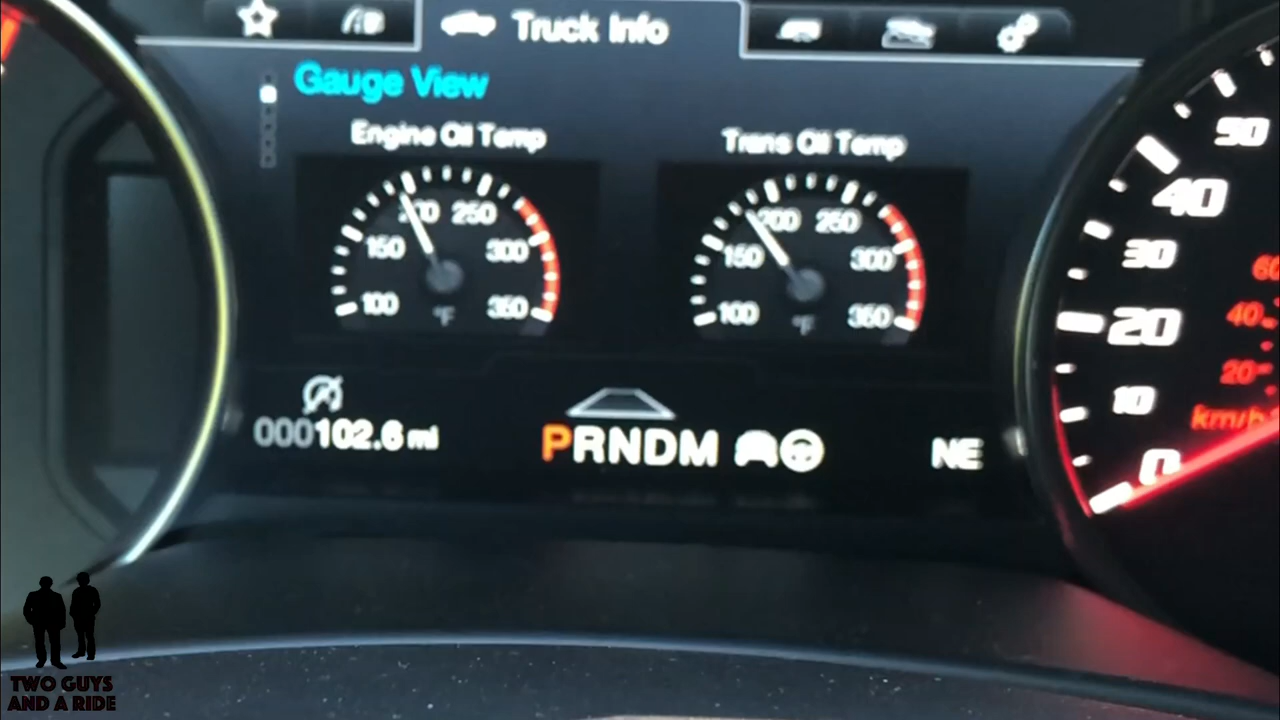 Truck Info
Gauge View
Engine Oil Temp
100
150
200
250
300
350
°F
Trans Oil Temp
100
150
200
250
300
350
°F
50
40
30
20
10
0
60
40
20
km/h
000102.6 mi
PRNDM
NE
TWO GUYS
AND A RIDE